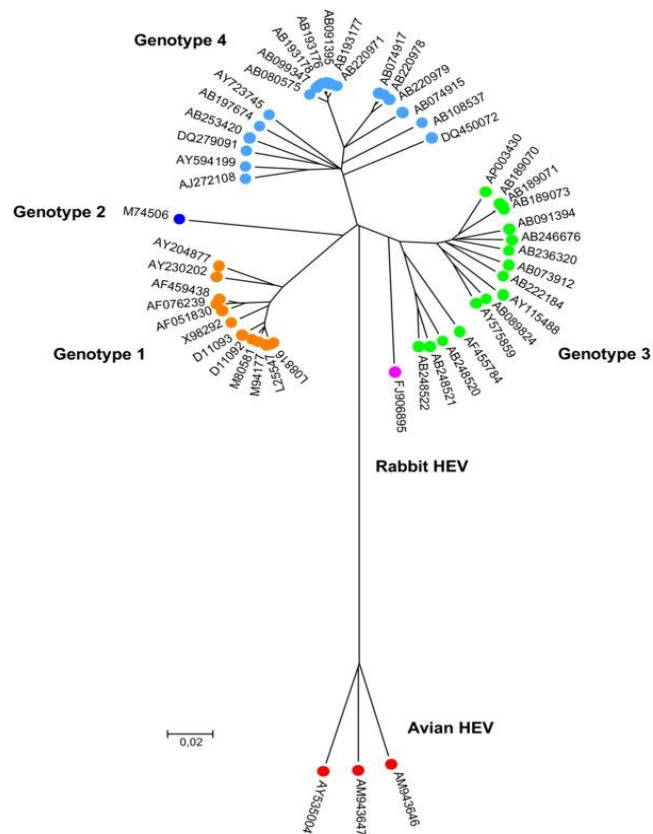 Genotype 4
AJ272108
AY594199
DQ279091
AB253420
AB197674
AY723745
AB080575
AB099347
AB193178
AB193176
AB091395
AB193177
AB220971
AB074917
AB220978
AB220979
AB074915
AB108537
DQ450072
Genotype 2
M74506
AY204877
AY230202
AF459438
AF076239
AF051830
X98292
D11093
D11092
M80581
M94177
L25547
L08816
Genotype 1
AP003430
AB189070
AB189071
AB189073
AB091394
AB246676
AB236320
AB073912
AB222184
AY115488
AB089824
AY575859
AF455784
AB248520
AB248521
AB248522
Genotype 3
FJ906895
Rabbit HEV
0,02
Avian HEV
AY535004
AM943647
AM943646